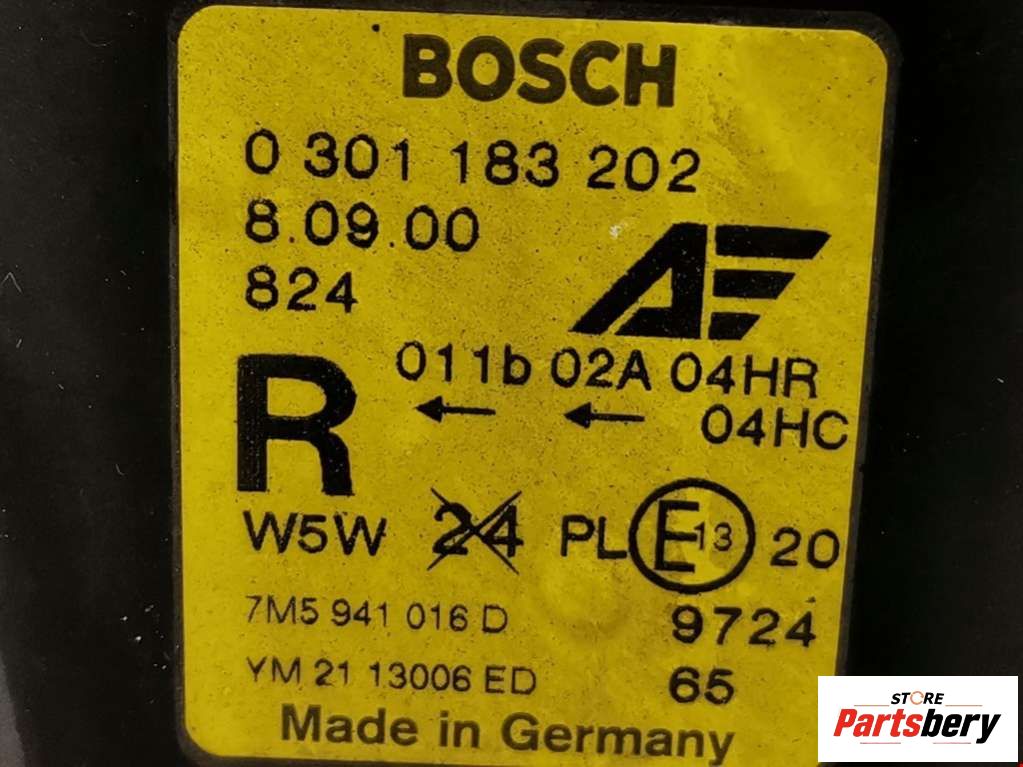 BOSCH
0 301 183 202
8.09.00
824
AE
011b 02A 04HR
← ← 04HC
R
W5W 24 PL E13 20
7M5 941 016 D 9724
YM 21 13006 ED 65
Made in Germany
STORE
Partsbery